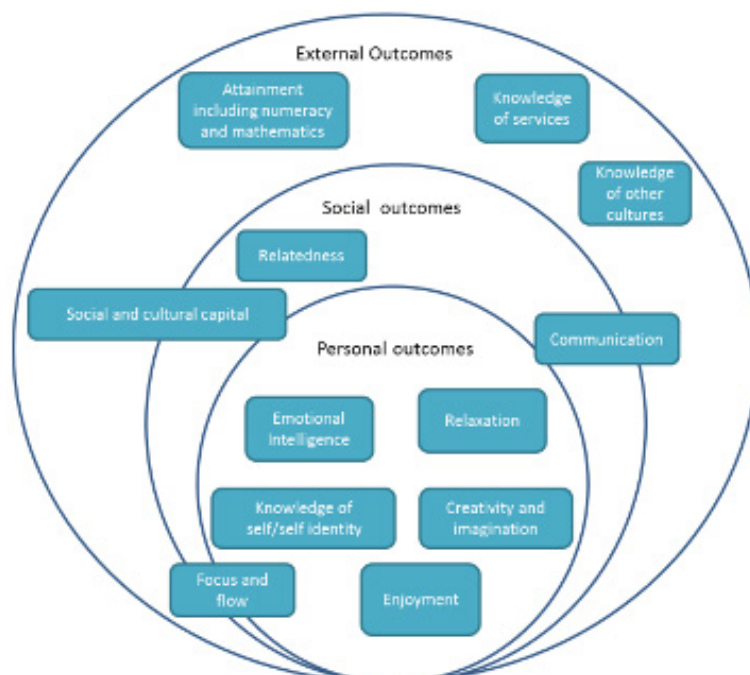 External Outcomes
Attainment
including numeracy
and mathematics
Knowledge
of services
Knowledge
of other
cultures
Social outcomes
Relatedness
Social and cultural capital
Communication
Personal outcomes
Emotional
Intelligence
Relaxation
Knowledge of
self/self identity
Creativity and
imagination
Focus and
flow
Enjoyment